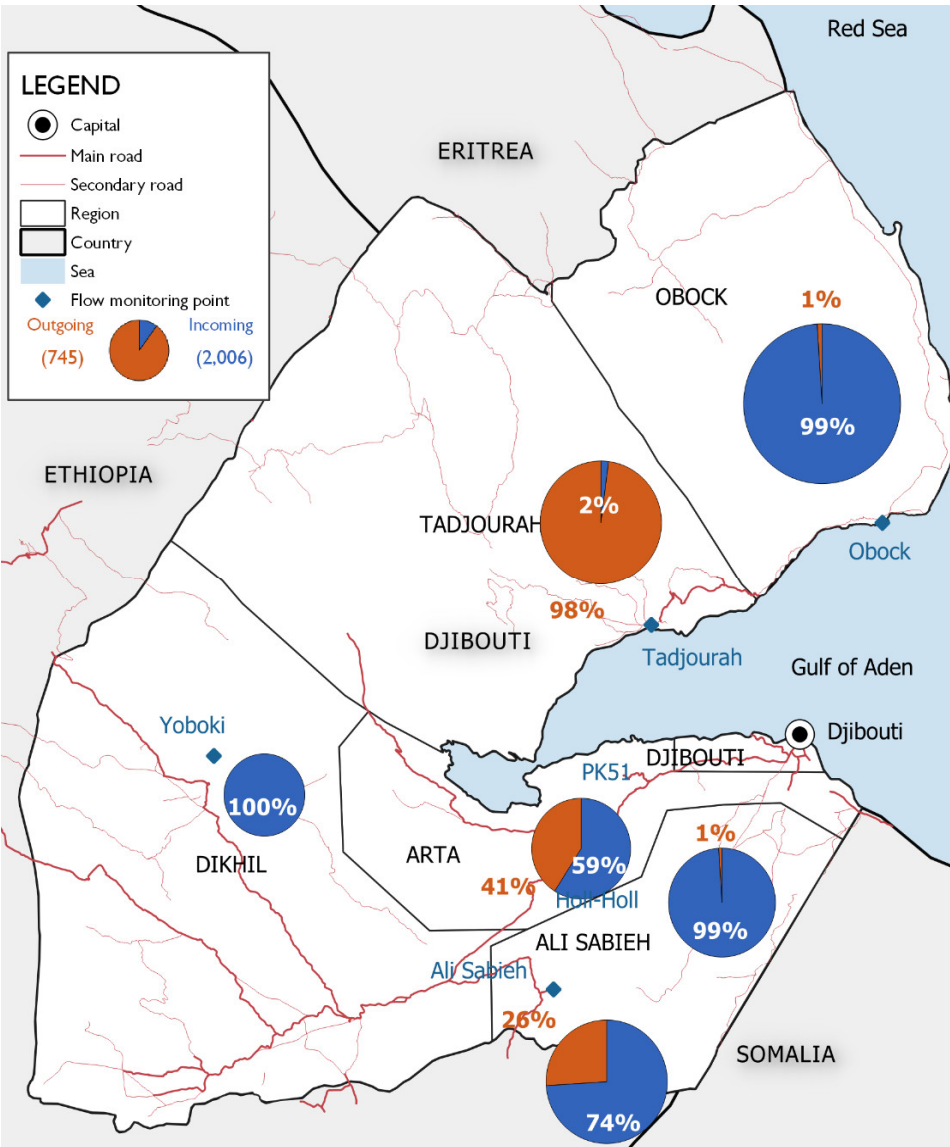 Red Sea
LEGEND
Capital
Main road
Secondary road
Region
Country
Sea
Flow monitoring point
Outgoing
Incoming
(745)
(2,006)
ERITREA
OBOCK
1%
99%
ETHIOPIA
TADJOURAH
2%
98%
Obock
DJIBOUTI
Tadjourah
Gulf of Aden
Yoboki
Djibouti
DJIBOUTI
PK51
100%
DIKHIL
ARTA
41%
59%
Holl-Holl
1%
99%
ALI SABIEH
Ali Sabieh
26%
74%
SOMALIA